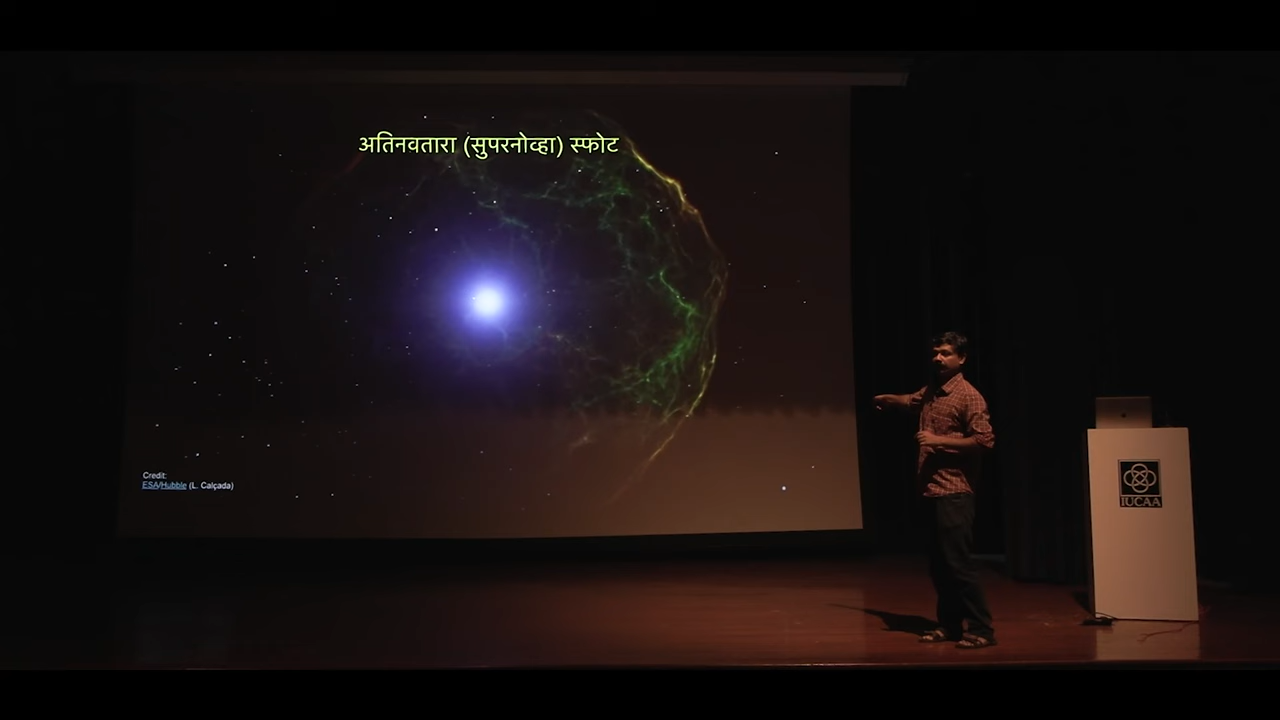 अतिनवतारा (सुपरनोव्हा) स्फोट
Credit:
ESA/Hubble (L. Calçada)
IUCAA